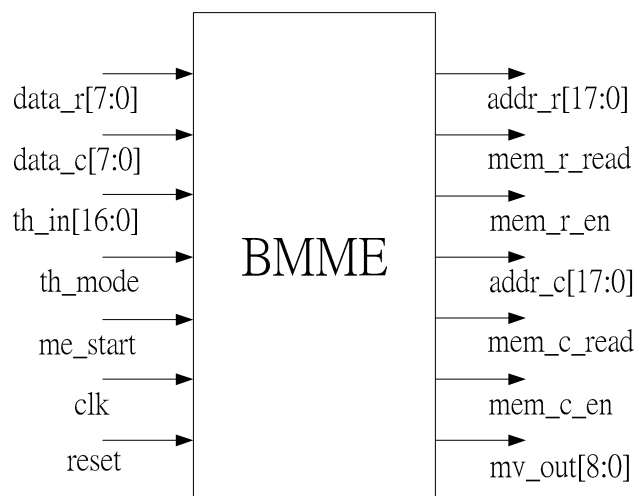 data_r[7:0]
data_c[7:0]
th_in[16:0]
th_mode
me_start
clk
reset
BMME
addr_r[17:0]
mem_r_read
mem_r_en
addr_c[17:0]
mem_c_read
mem_c_en
mv_out[8:0]